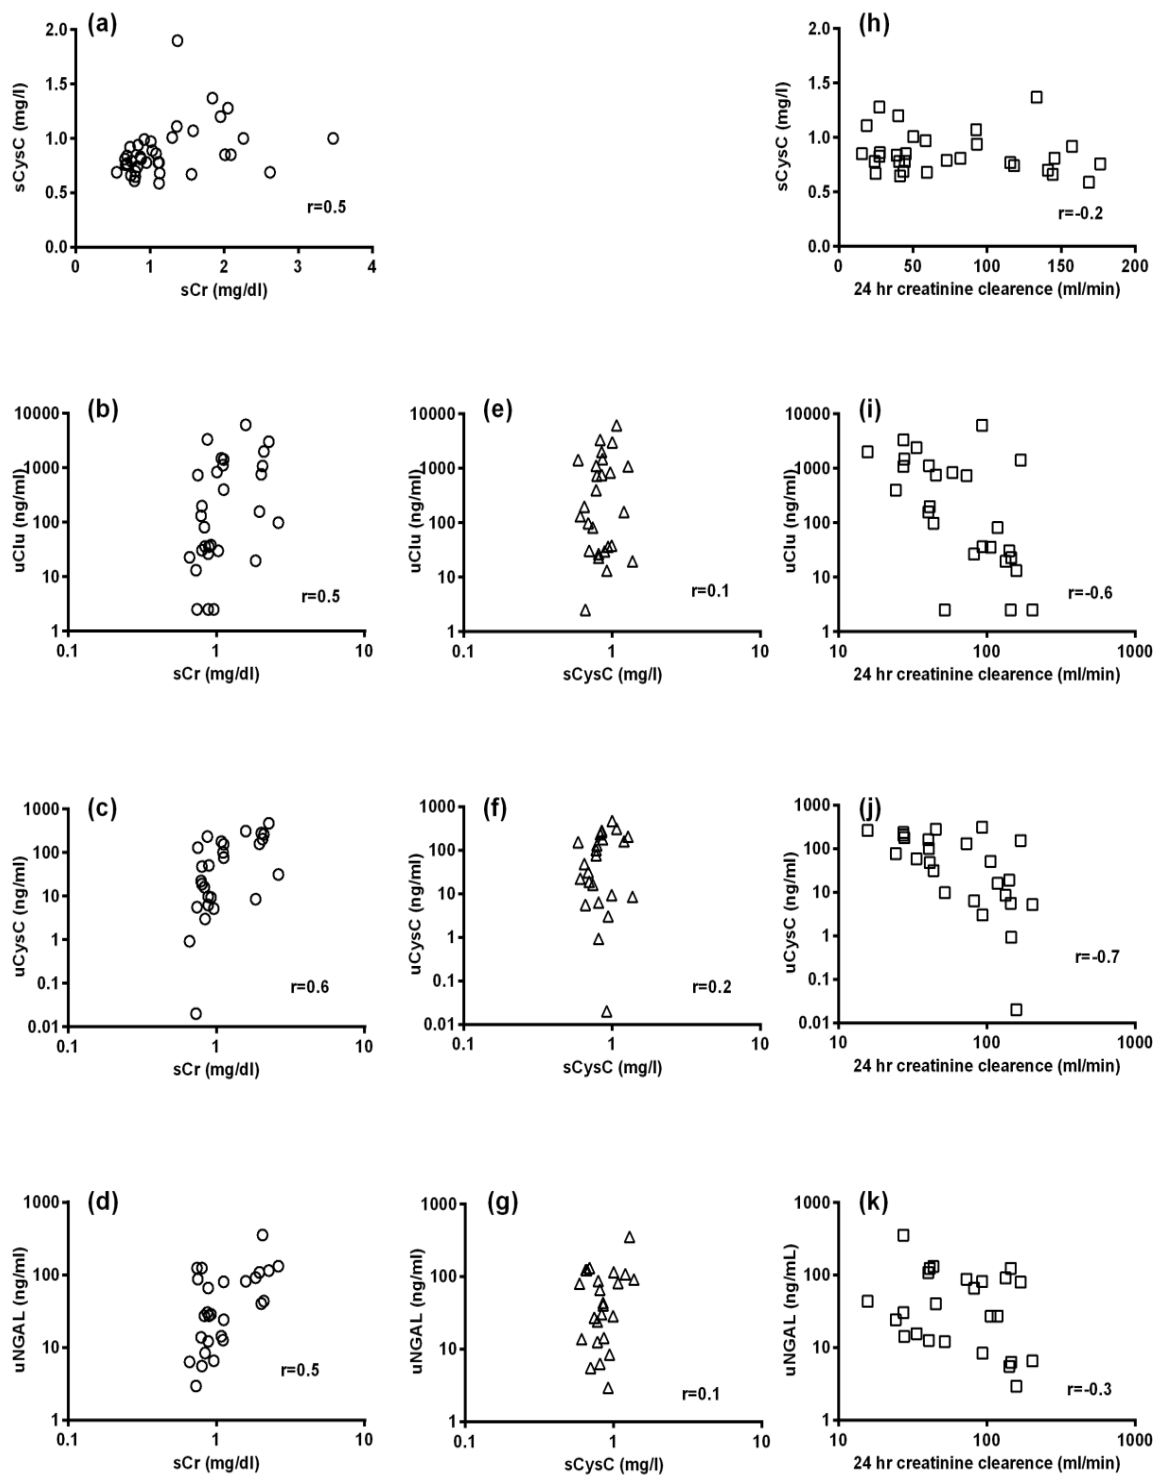 (a)
2.0
1.5
1.0
0.5
0.0
sCysC (mg/l)
r=0.5
0 1 2 3 4
sCr (mg/dl)
(h)
2.0
1.5
1.0
0.5
0.0
sCysC (mg/l)
r=-0.2
0 50 100 150 200
24 hr creatinine clearence (ml/min)
(b)
10000
1000
100
10
1
uClu (ng/ml)
r=0.5
0.1 1 10
sCr (mg/dl)
(e)
10000
1000
100
10
1
uClu (ng/ml)
r=0.1
0.1 1 10
sCysC (mg/l)
(i)
10000
1000
100
10
1
uClu (ng/ml)
r=-0.6
10 100 1000
24 hr creatinine clearence (ml/min)
(c)
1000
100
10
1
0.1
0.01
uCysC (ng/ml)
r=0.6
0.1 1 10
sCr (mg/dl)
(f)
1000
100
10
1
0.1
0.01
uCysC (ng/ml)
r=0.2
0.1 1 10
sCysC (mg/l)
(j)
1000
100
10
1
0.1
0.01
uCysC (ng/ml)
r=-0.7
10 100 1000
24 hr creatinine clearence (ml/min)
(d)
1000
100
10
1
uNGAL (ng/ml)
r=0.5
0.1 1 10
sCr (mg/dl)
(g)
1000
100
10
1
uNGAL (ng/ml)
r=0.1
0.1 1 10
sCysC (mg/l)
(k)
1000
100
10
1
uNGAL (ng/mL)
r=-0.3
10 100 1000
24 hr creatinine clearence (ml/min)